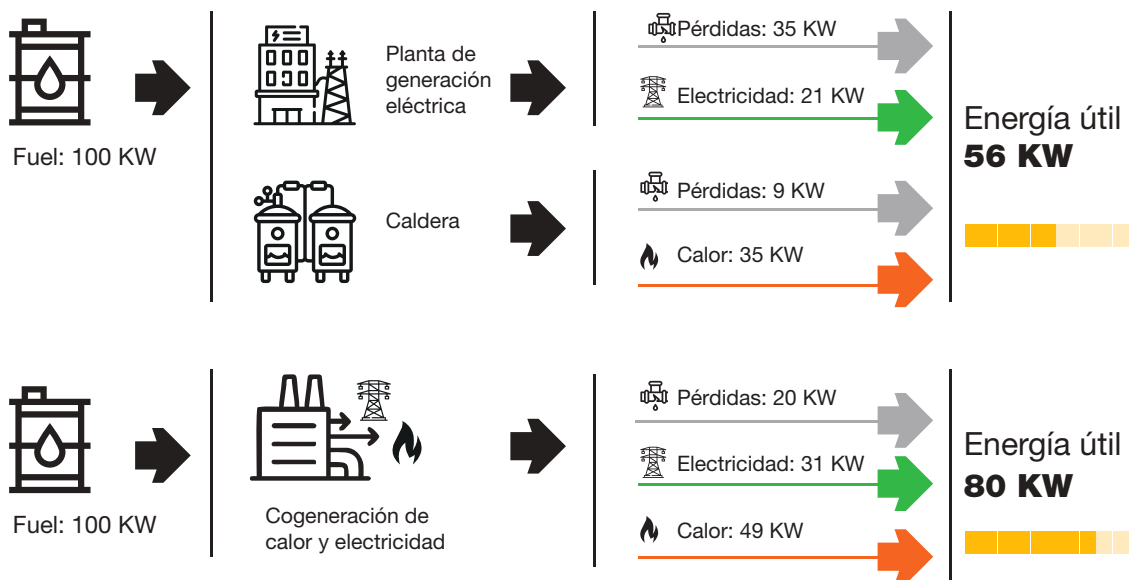 Fuel: 100 KW
Planta de
generación
eléctrica
Caldera
Pérdidas: 35 KW
Electricidad: 21 KW
Pérdidas: 9 KW
Calor: 35 KW
Energía útil
56 KW
Fuel: 100 KW
Cogeneración de
calor y electricidad
Pérdidas: 20 KW
Electricidad: 31 KW
Calor: 49 KW
Energía útil
80 KW